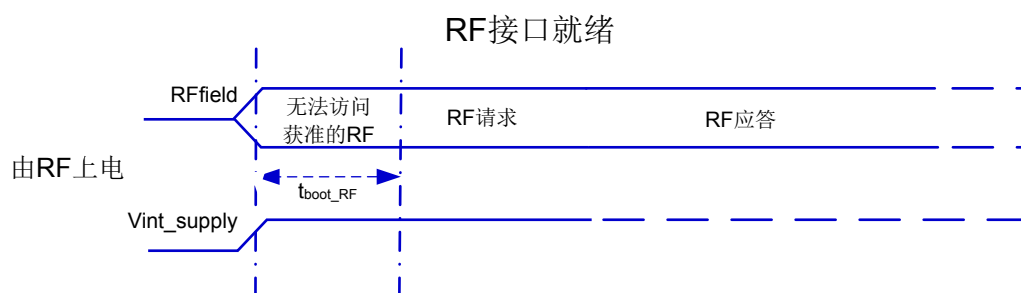 RF接口就绪
RFfield
无法访问
获准的RF
RF请求
RF应答
由RF上电
tboot_RF
Vint_supply